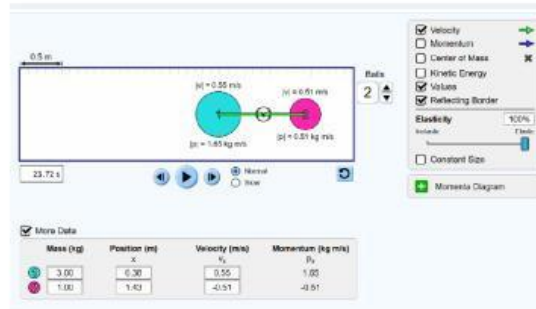 0.5 m
|v| = 0.55 m/s
|v| = 0.51 m/s
|p| = 1.65 kg m/s
|p| = 0.51 kg m/s
23.72 s
Normal
Slow
Balls
2
Velocity
Momentum
Center of Mass
Kinetic Energy
Values
Reflecting Border
Elasticity 100%
Inelastic Elastic
Constant Size
Momenta Diagram
More Data
Mass (kg) Position (m) Velocity (m/s) Momentum (kg m/s)
x vₓ pₓ
3.00 0.38 0.55 1.65
1.00 1.43 -0.51 -0.51